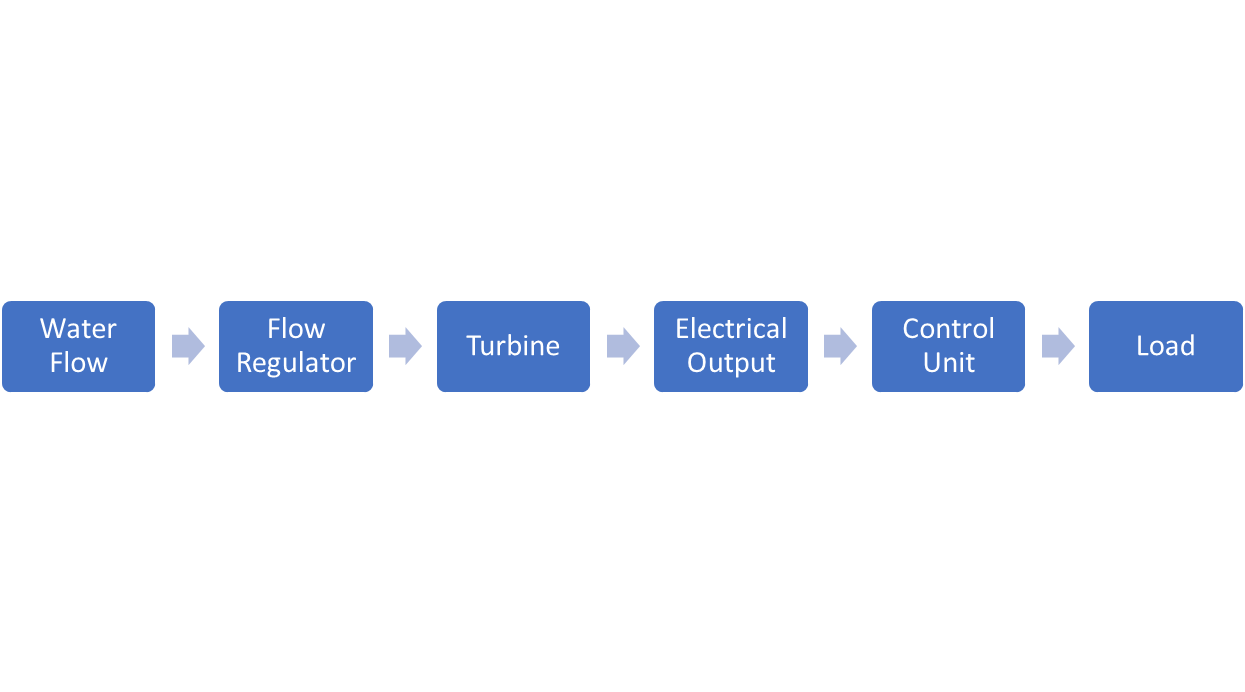 Water
Flow
Flow
Regulator
Turbine
Electrical
Output
Control
Unit
Load